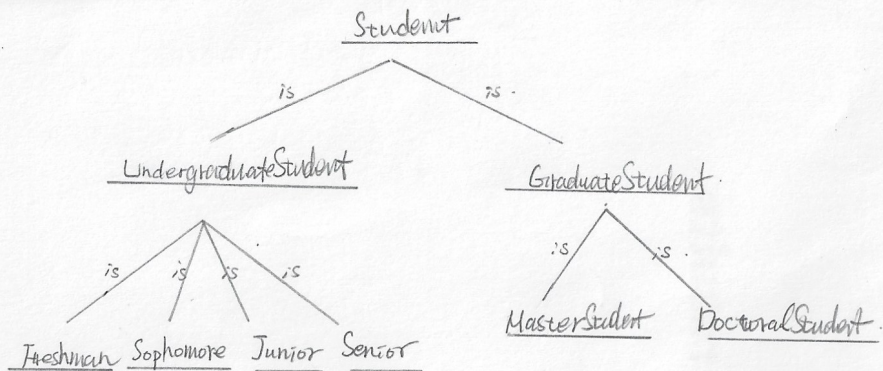 Student
is is
UndergraduateStudent GraduateStudent
is is is is is is
Freshman Sophomore Junior Senior MasterStudent DoctoralStudent